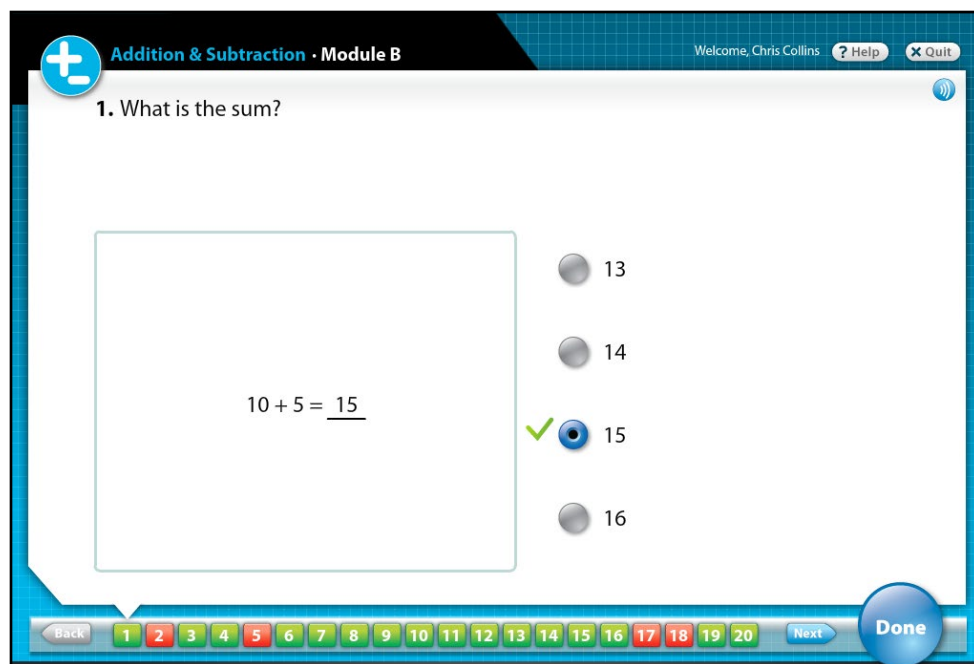 Addition & Subtraction · Module B
Welcome, Chris Collins ? Help X Quit
1. What is the sum?
13
14
10 + 5 = 15
15
16
Back 1 2 3 4 5 6 7 8 9 10 11 12 13 14 15 16 17 18 19 20 Next Done